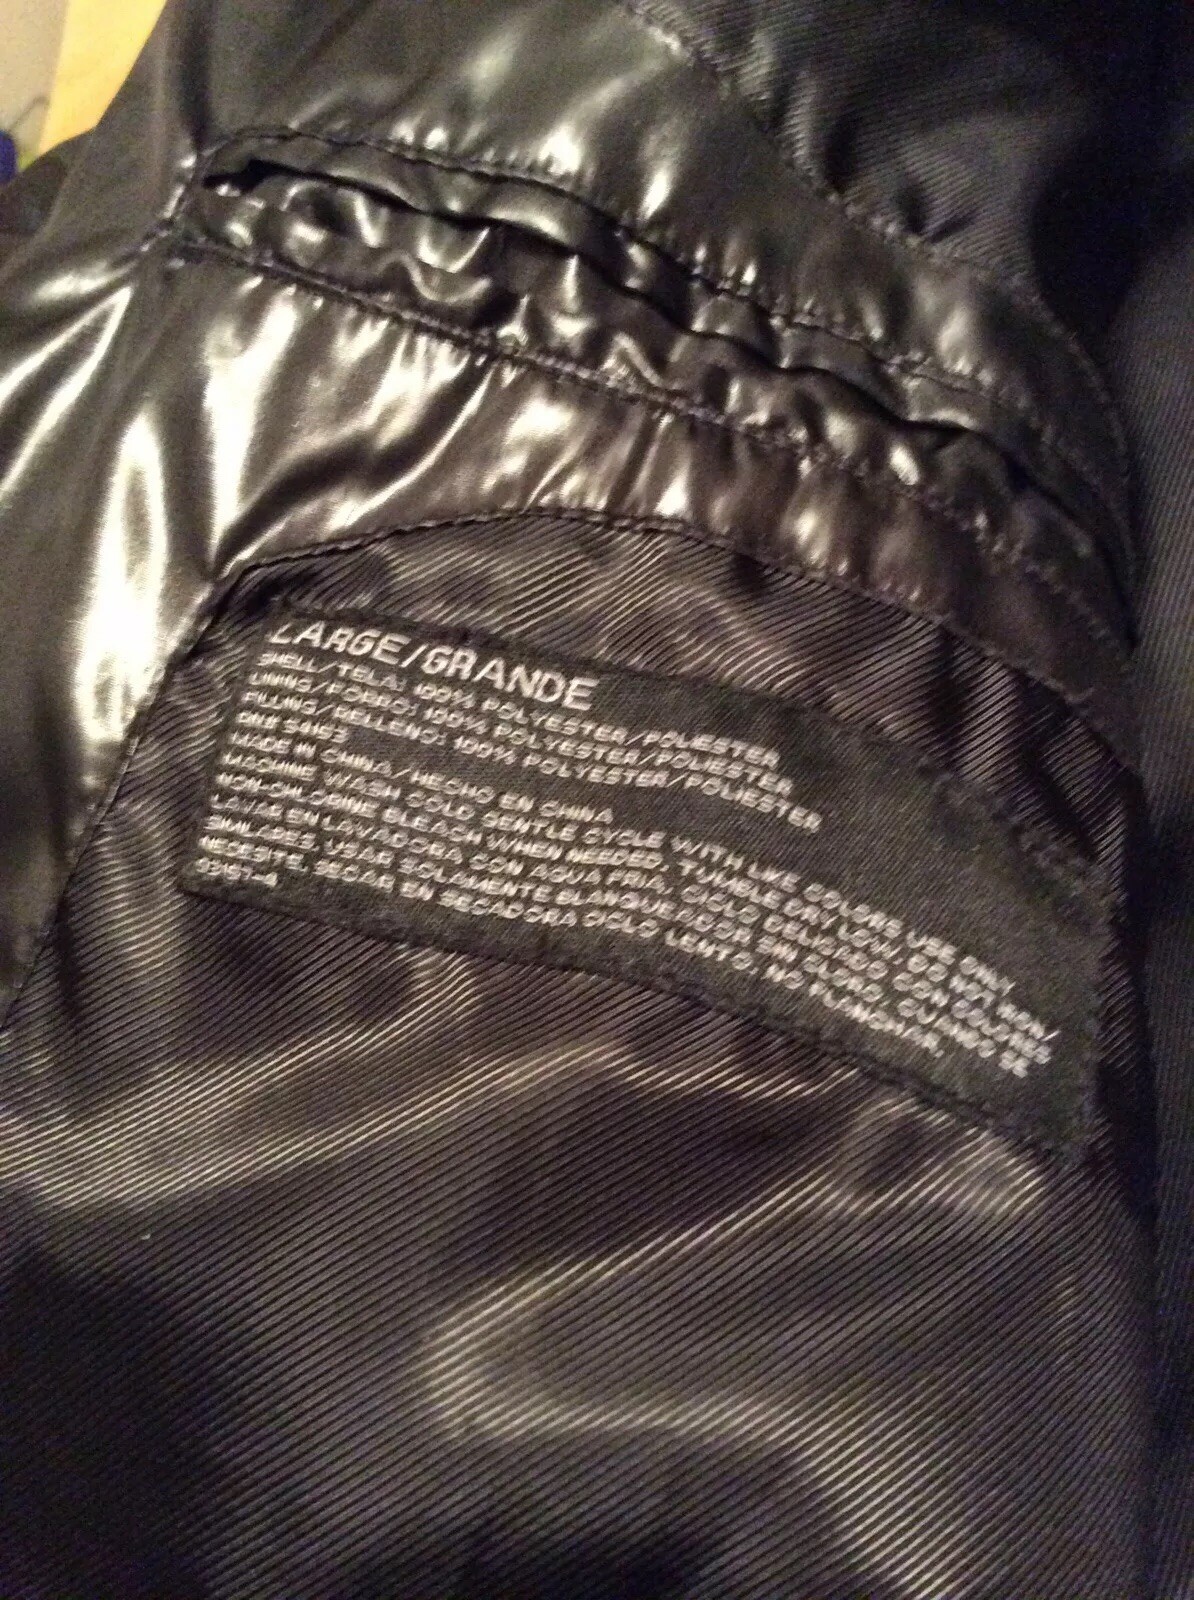 LARGE/GRANDE
SHELL/TELA: 100% POLYESTER/POLIESTER
LINING/FORRO: 100% POLYESTER/POLIESTER
FILLING/RELLENO: 100% POLYESTER/POLIESTER
MADE IN CHINA/HECHO EN CHINA
MACHINE WASH COLD GENTLE CYCLE WITH LIKE COLORS USE ONLY
NON-CHLORINE BLEACH WHEN NEEDED. TUMBLE DRY LOW. DO NOT IRON/
LAVAR EN LAVADORA CON AGUA FRIA, CICLO DELICADO CON COLORES
SIMILARES, USAR SOLAMENTE BLANQUEADOR SIN CLORO, CUANDO SE
NECESITE, SECAR EN SECADORA CICLO LENTO, NO PLANCHAR.